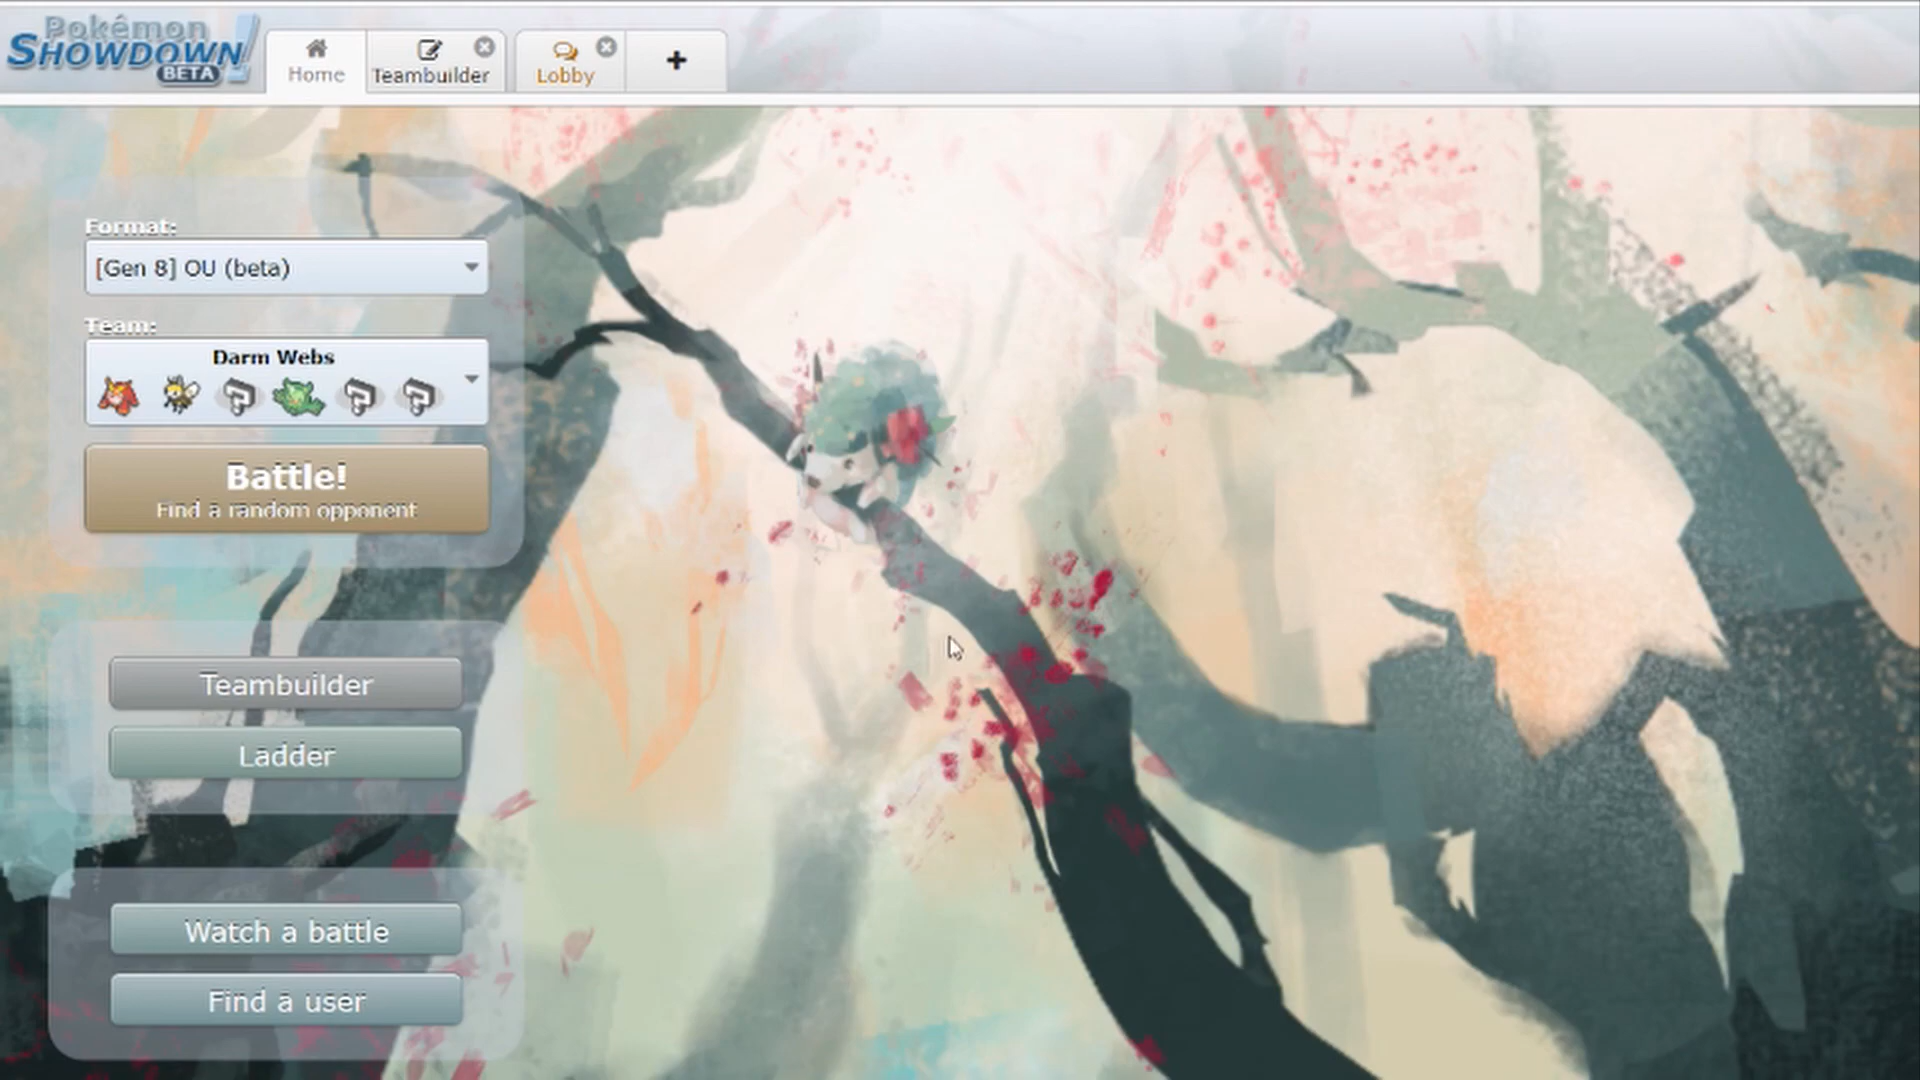 Pokémon
SHOWDOWN!
BETA
Home
Teambuilder
Lobby
Format:
[Gen 8] OU (beta)
Team:
Darm Webs
Battle!
Find a random opponent
Teambuilder
Ladder
Watch a battle
Find a user